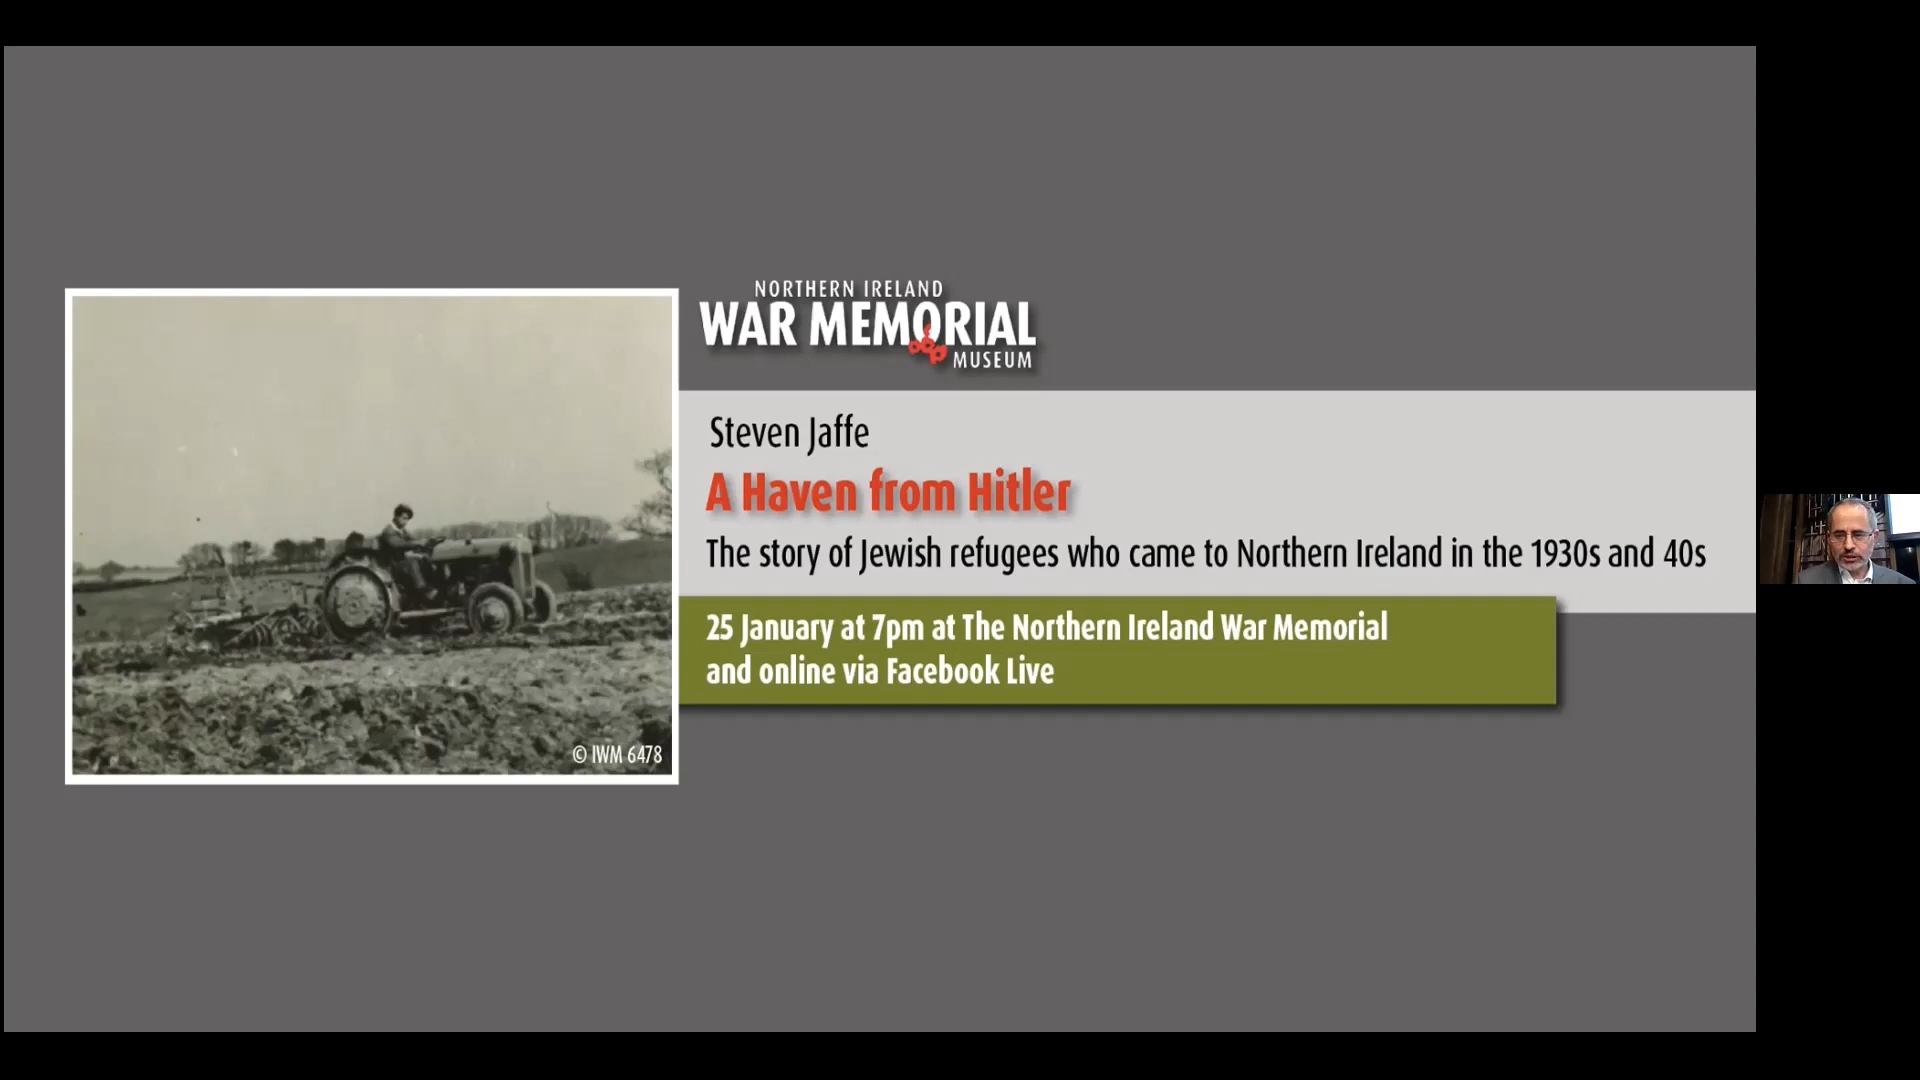 NORTHERN IRELAND
WAR MEMORIAL
MUSEUM
Steven Jaffe
A Haven from Hitler
The story of Jewish refugees who came to Northern Ireland in the 1930s and 40s
25 January at 7pm at The Northern Ireland War Memorial
and online via Facebook Live
© IWM 6478